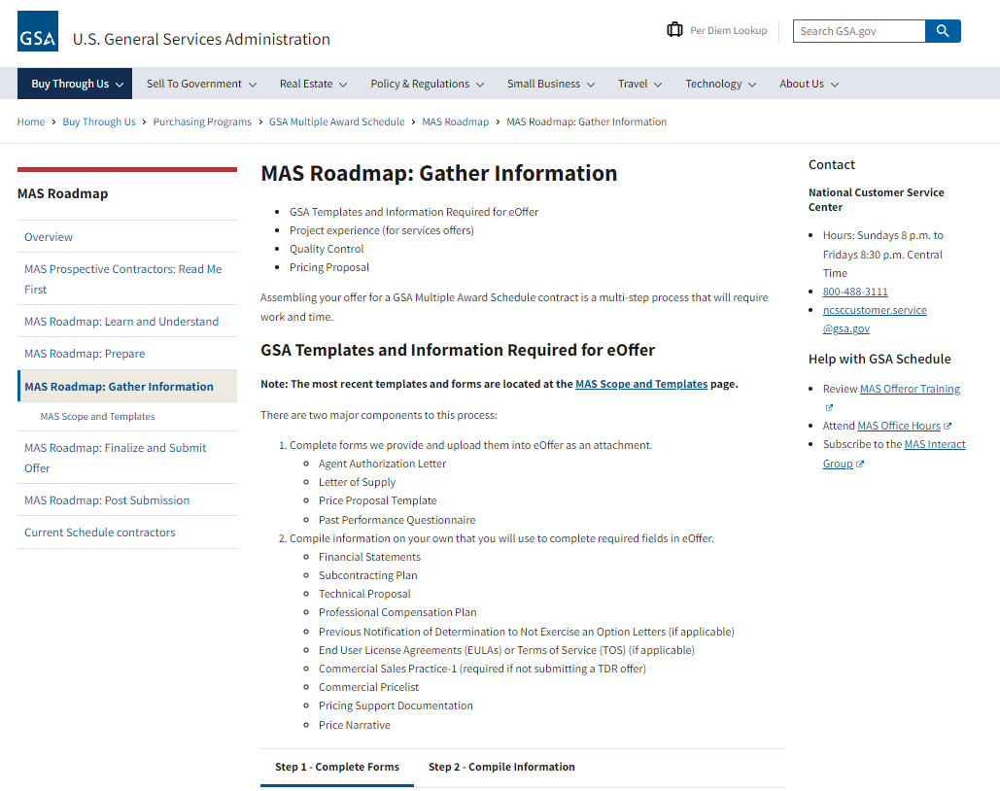 GSA
U.S. General Services Administration
Per Diem Lookup
Search GSA.gov
Buy Through Us
Sell To Government
Real Estate
Policy & Regulations
Small Business
Travel
Technology
About Us
Home > Buy Through Us > Purchasing Programs > GSA Multiple Award Schedule > MAS Roadmap > MAS Roadmap: Gather Information
MAS Roadmap
Overview
MAS Prospective Contractors: Read Me
First
MAS Roadmap: Learn and Understand
MAS Roadmap: Prepare
MAS Roadmap: Gather Information
MAS Scope and Templates
MAS Roadmap: Finalize and Submit
Offer
MAS Roadmap: Post Submission
Current Schedule contractors
MAS Roadmap: Gather Information
• GSA Templates and Information Required for eOffer
• Project experience (for services offers)
• Quality Control
• Pricing Proposal
Assembling your offer for a GSA Multiple Award Schedule contract is a multi-step process that will require
work and time.
GSA Templates and Information Required for eOffer
Note: The most recent templates and forms are located at the MAS Scope and Templates page.
There are two major components to this process:
1. Complete forms we provide and upload them into eOffer as an attachment.
Agent Authorization Letter
Letter of Supply
Price Proposal Template
Past Performance Questionnaire
2. Compile information on your own that you will use to complete required fields in eOffer.
Financial Statements
Subcontracting Plan
Technical Proposal
Professional Compensation Plan
Previous Notification of Determination to Not Exercise an Option Letters (if applicable)
End User License Agreements (EULAs) or Terms of Service (TOS) (if applicable)
Commercial Sales Practice-1 (required if not submitting a TDR offer)
Commercial Pricelist
Pricing Support Documentation
Price Narrative
Step 1 - Complete Forms
Step 2 - Compile Information
Contact
National Customer Service
Center
• Hours: Sundays 8 p.m. to
Fridays 8:30 p.m. Central
Time
• 800-488-3111
• ncsccustomer.service
@gsa.gov
Help with GSA Schedule
• Review MAS Offeror Training
• Attend MAS Office Hours
• Subscribe to the MAS Interact
Group